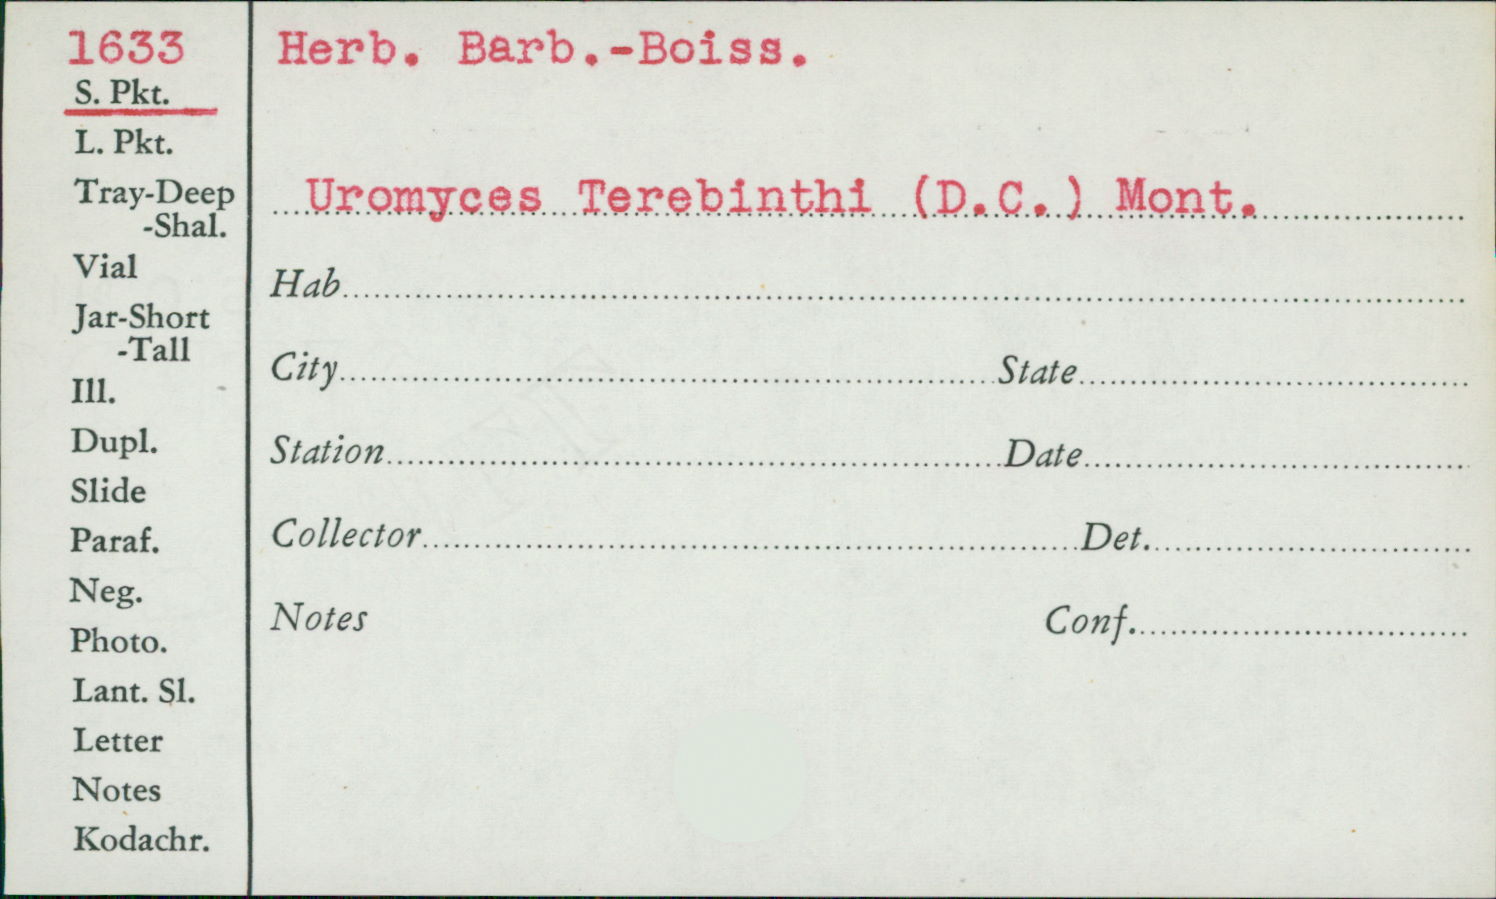 1633
S. Pkt.
L. Pkt.
Tray-Deep
-Shal.
Vial
Jar-Short
-Tall
Ill.
Dupl.
Slide
Paraf.
Neg.
Photo.
Lant. Sl.
Letter
Notes
Kodachr.
Herb. Barb.-Boiss.
Uromyces Terebinthi (D.C.) Mont.
Hab
City State
Station Date
Collector Det.
Notes Conf.